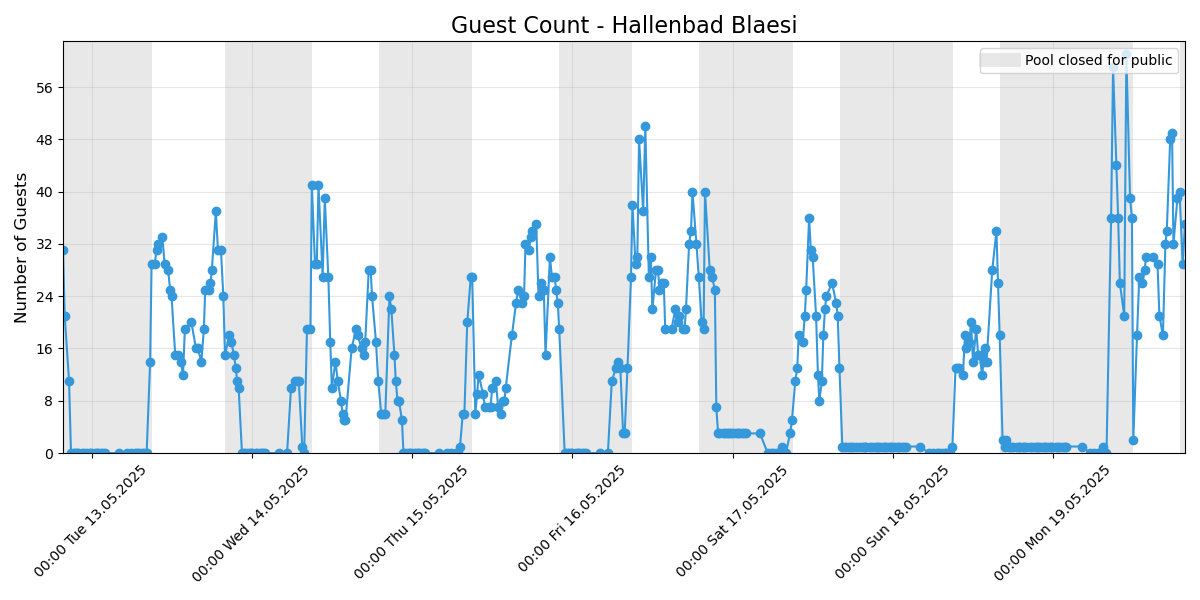 Guest Count - Hallenbad Blaesi
Pool closed for public
Number of Guests
56
48
40
32
24
16
8
0
00:00 Tue 13.05.2025
00:00 Wed 14.05.2025
00:00 Thu 15.05.2025
00:00 Fri 16.05.2025
00:00 Sat 17.05.2025
00:00 Sun 18.05.2025
00:00 Mon 19.05.2025